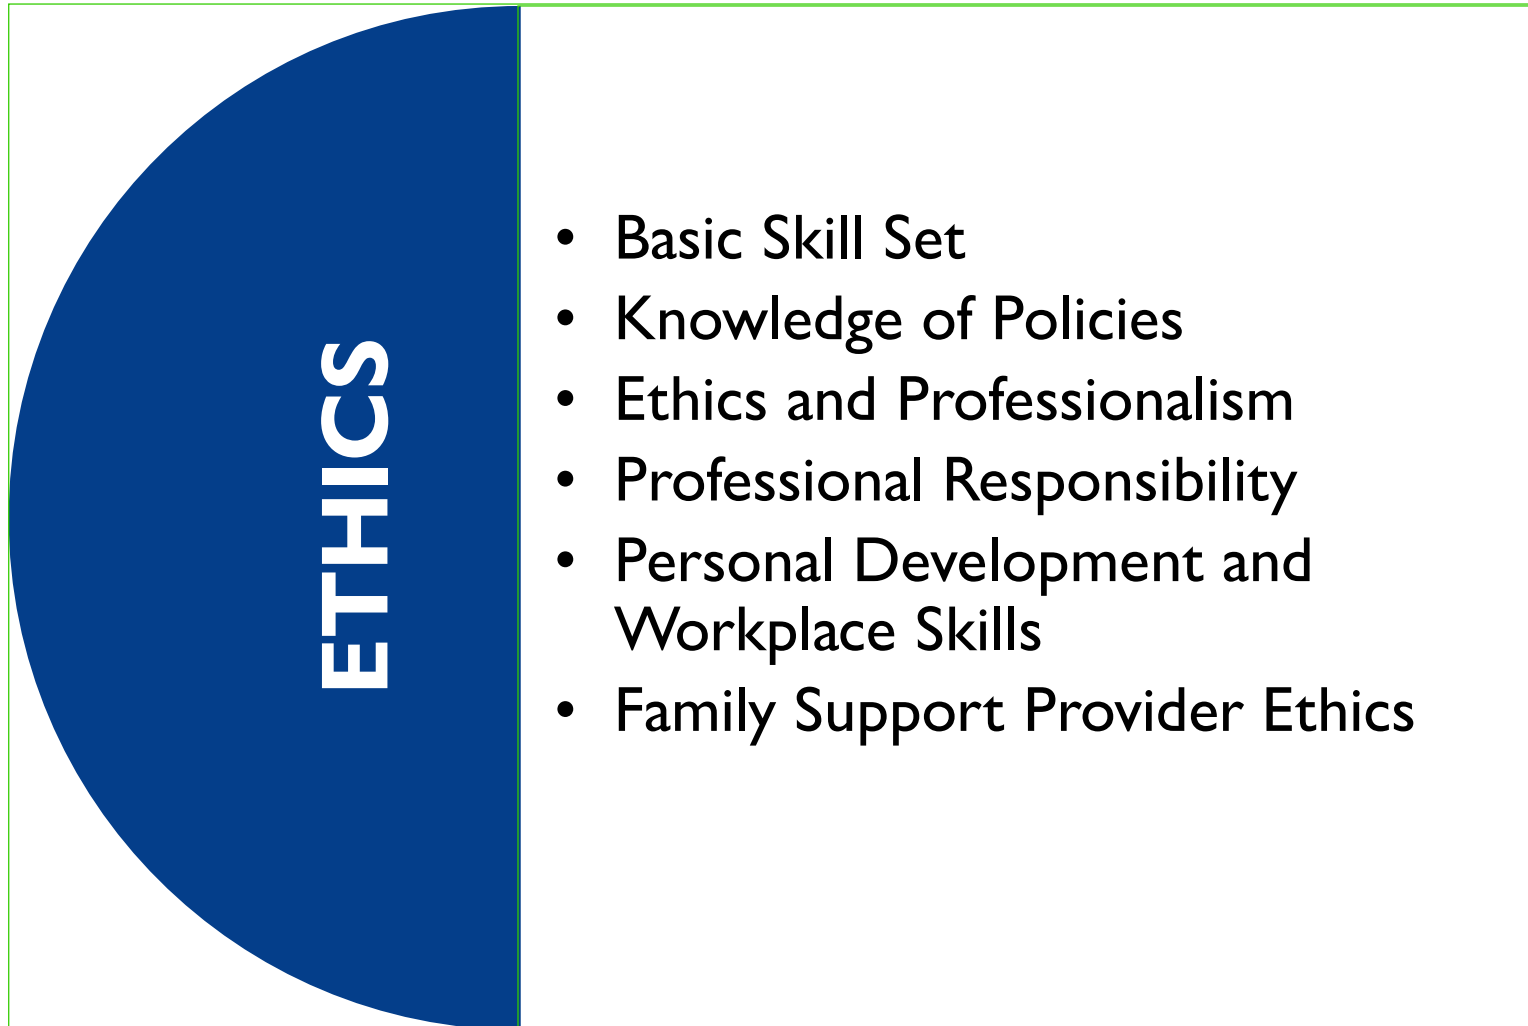 ETHICS
• Basic Skill Set
• Knowledge of Policies
• Ethics and Professionalism
• Professional Responsibility
• Personal Development and
Workplace Skills
• Family Support Provider Ethics